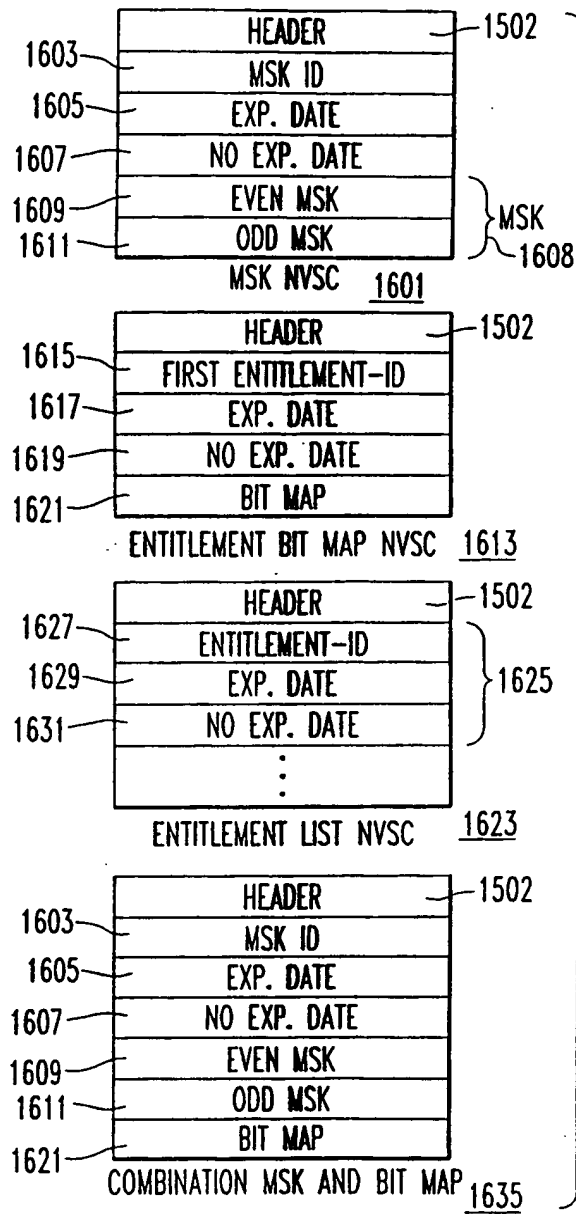 HEADER 1502
1603 MSK ID
1605 EXP. DATE
1607 NO EXP. DATE
1609 EVEN MSK MSK
1611 ODD MSK 1608
MSK NVSC 1601
HEADER 1502
1615 FIRST ENTITLEMENT-ID
1617 EXP. DATE
1619 NO EXP. DATE
1621 BIT MAP
ENTITLEMENT BIT MAP NVSC 1613
HEADER 1502
1627 ENTITLEMENT-ID
1629 EXP. DATE 1625
1631 NO EXP. DATE
ENTITLEMENT LIST NVSC 1623
HEADER 1502
1603 MSK ID
1605 EXP. DATE
1607 NO EXP. DATE
1609 EVEN MSK
1611 ODD MSK
1621 BIT MAP
COMBINATION MSK AND BIT MAP 1635